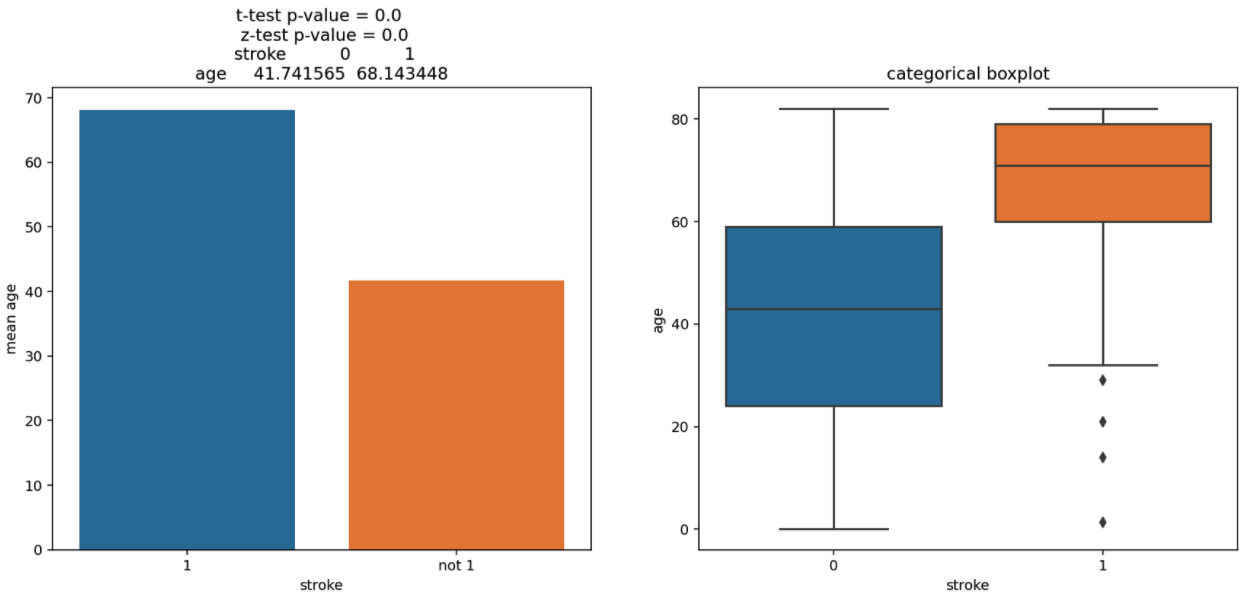 t-test p-value = 0.0
z-test p-value = 0.0
stroke 0 1
age 41.741565 68.143448
mean age
70
60
50
40
30
20
10
0
1 not 1
stroke
categorical boxplot
age
80
60
40
20
0
0 1
stroke